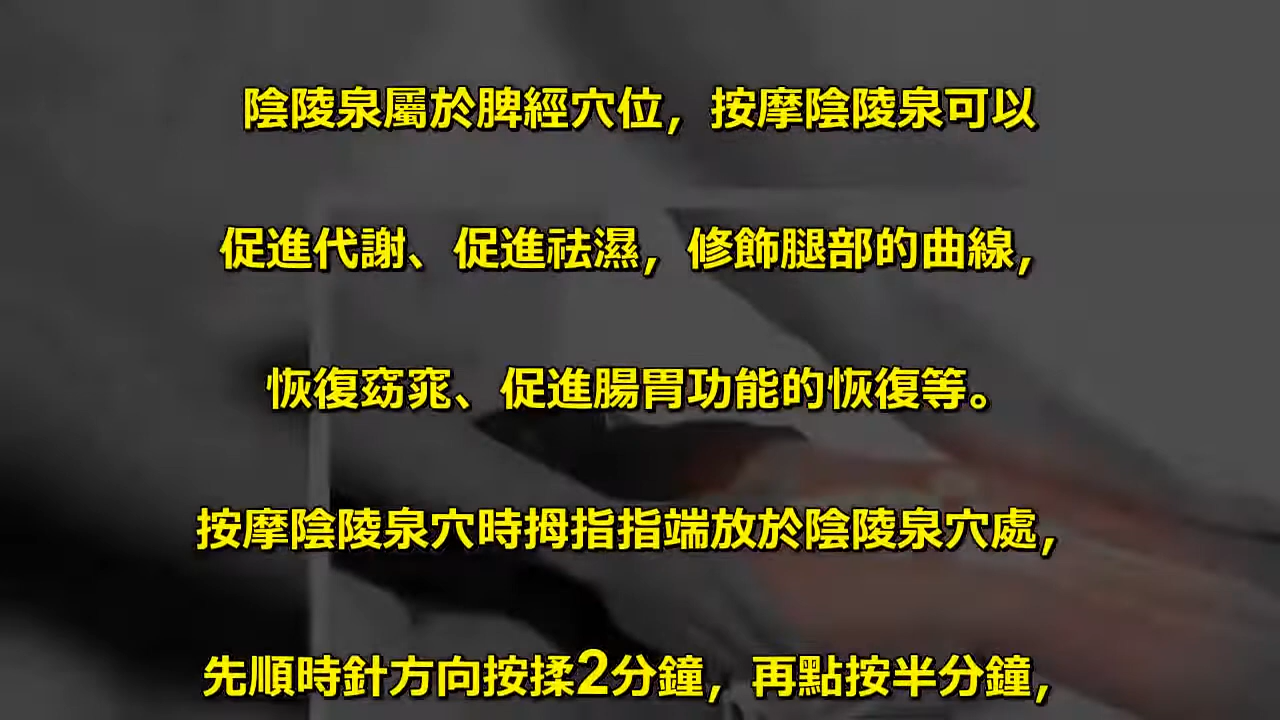 陰陵泉屬於脾經穴位，按摩陰陵泉可以
促進代謝、促進祛濕，修飾腿部的曲線，
恢復窈窕、促進腸胃功能的恢復等。
按摩陰陵泉穴時拇指指端放於陰陵泉穴處，
先順時針方向按揉2分鐘，再點按半分鐘，